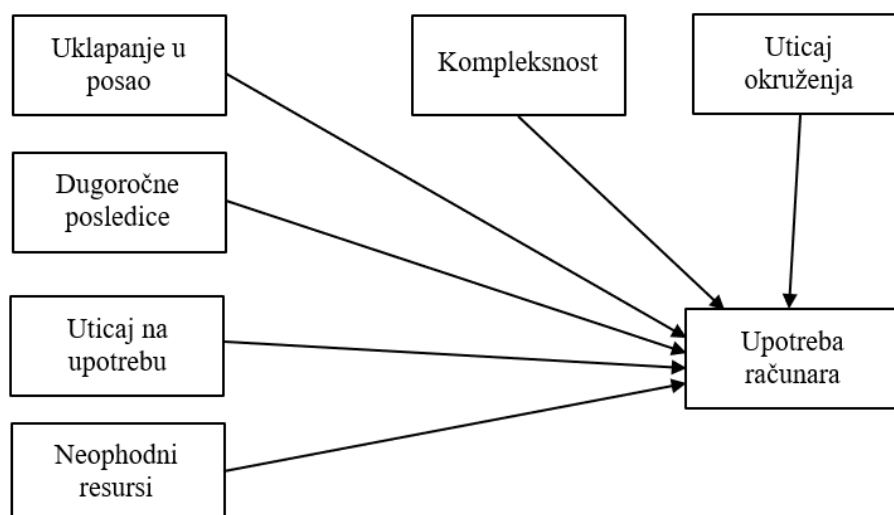 Uklapanje u
posao
Kompleksnost
Uticaj
okruženja
Dugoročne
posledice
Uticaj na
upotrebu
Upotreba
računara
Neophodni
resursi